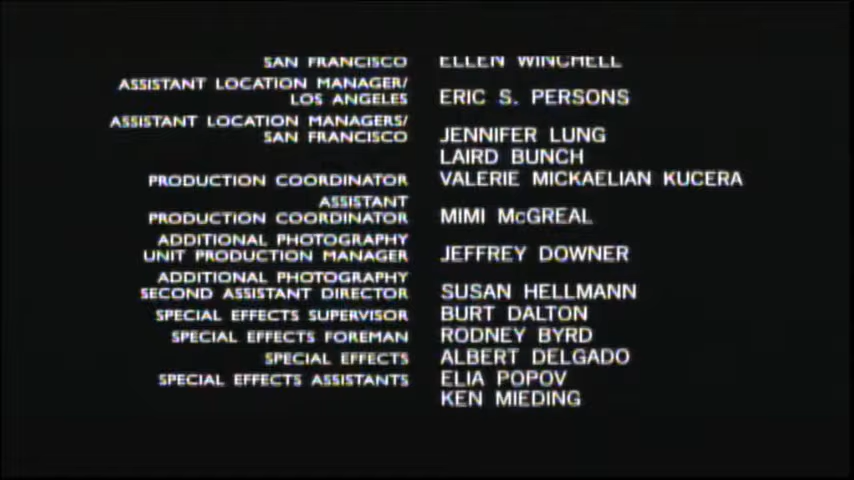 SAN FRANCISCO ELLEN WINCHELL
ASSISTANT LOCATION MANAGER/
LOS ANGELES ERIC S. PERSONS
ASSISTANT LOCATION MANAGERS/
SAN FRANCISCO JENNIFER LUNG
LAIRD BUNCH
PRODUCTION COORDINATOR VALERIE MICKAELIAN KUCERA
ASSISTANT
PRODUCTION COORDINATOR MIMI McGREAL
ADDITIONAL PHOTOGRAPHY
UNIT PRODUCTION MANAGER JEFFREY DOWNER
ADDITIONAL PHOTOGRAPHY
SECOND ASSISTANT DIRECTOR SUSAN HELLMANN
SPECIAL EFFECTS SUPERVISOR BURT DALTON
SPECIAL EFFECTS FOREMAN RODNEY BYRD
SPECIAL EFFECTS ALBERT DELGADO
SPECIAL EFFECTS ASSISTANTS ELIA POPOV
KEN MIEDING